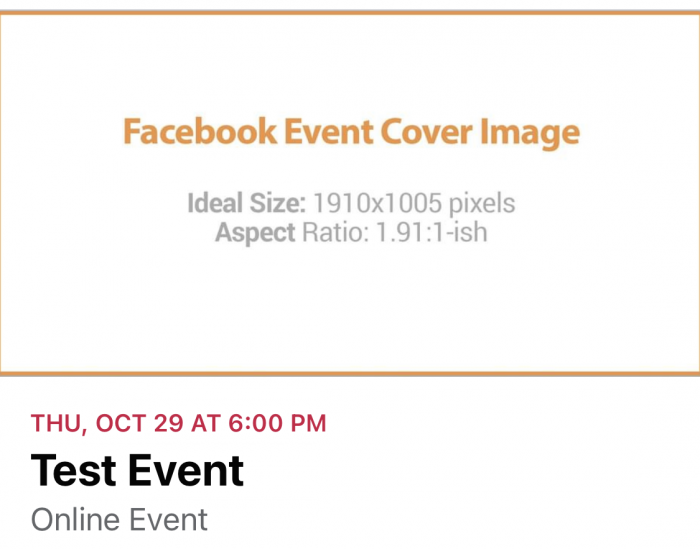 Facebook Event Cover Image
Ideal Size: 1910x1005 pixels
Aspect Ratio: 1.91:1-ish
THU, OCT 29 AT 6:00 PM
Test Event
Online Event